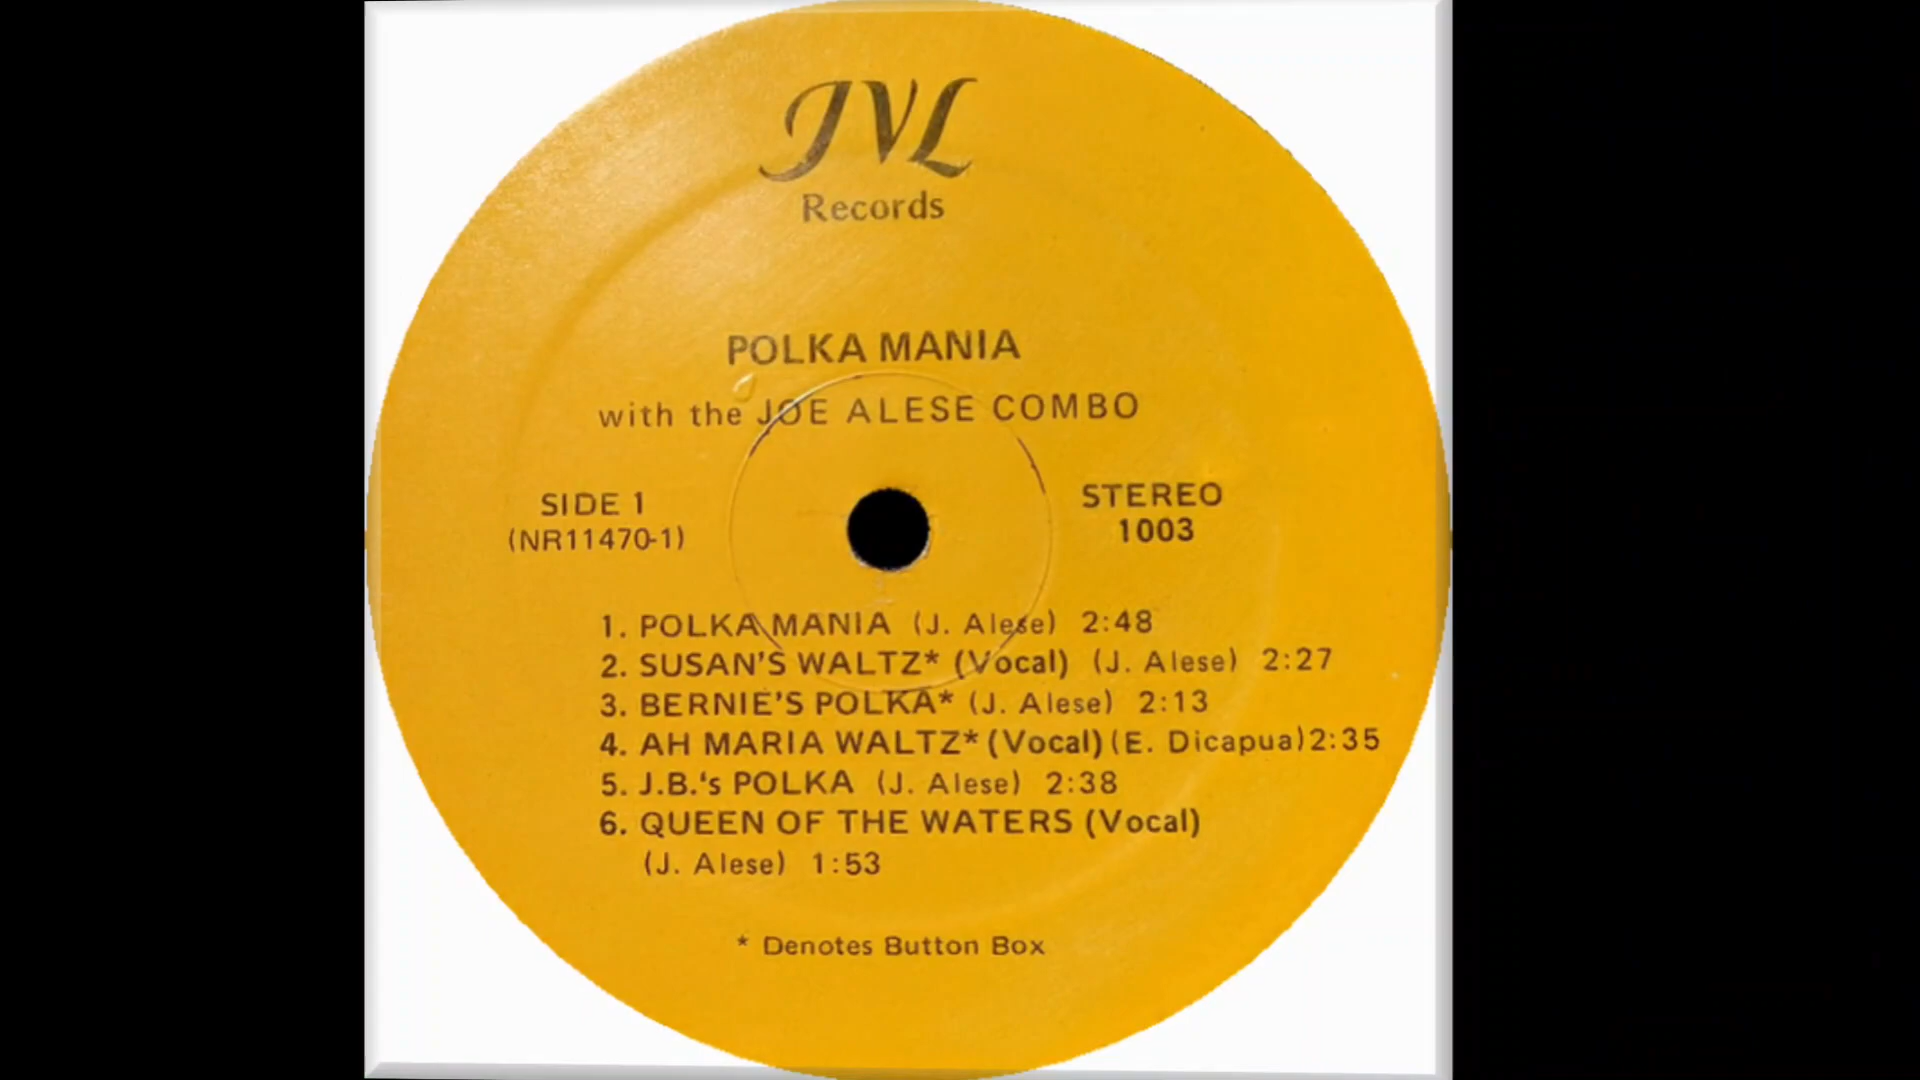 JVL
Records
POLKA MANIA
with the JOE ALESE COMBO
SIDE 1
(NR11470-1)
STEREO
1003
1. POLKA MANIA (J. Alese) 2:48
2. SUSAN'S WALTZ* (Vocal) (J. Alese) 2:27
3. BERNIE'S POLKA* (J. Alese) 2:13
4. AH MARIA WALTZ* (Vocal) (E. Dicapua) 2:35
5. J.B.'s POLKA (J. Alese) 2:38
6. QUEEN OF THE WATERS (Vocal)
(J. Alese) 1:53
* Denotes Button Box